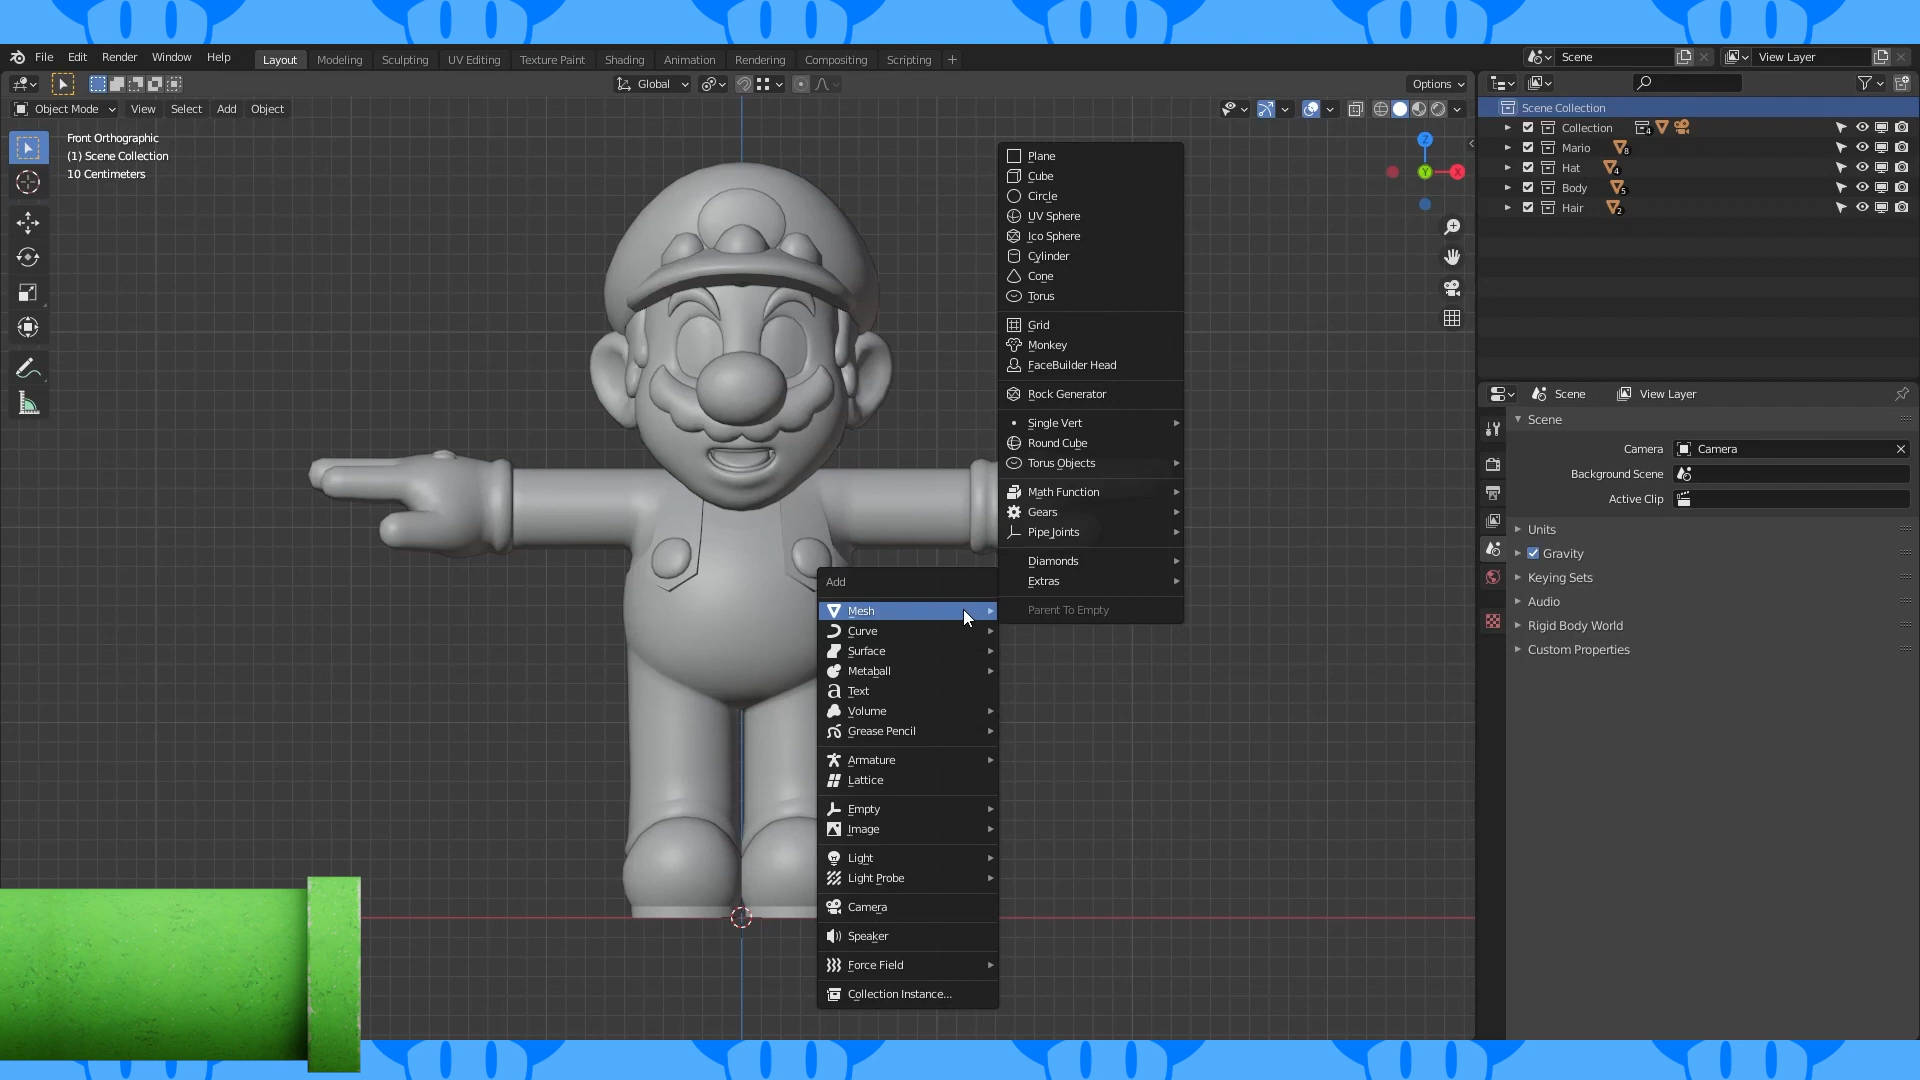 File Edit Render Window Help Layout Modeling Sculpting UV Editing Texture Paint Shading Animation Rendering Compositing Scripting + Scene View Layer
Global Options
Object Mode View Select Add Object
Front Orthographic
(1) Scene Collection
10 Centimeters
Z
Y X
Plane
Cube
Circle
UV Sphere
Ico Sphere
Cylinder
Cone
Torus
Grid
Monkey
FaceBuilder Head
Rock Generator
Single Vert
Round Cube
Torus Objects
Math Function
Gears
Pipe Joints
Diamonds
Extras
Parent To Empty
Add
Mesh
Curve
Surface
Metaball
Text
Volume
Grease Pencil
Armature
Lattice
Empty
Image
Light
Light Probe
Camera
Speaker
Force Field
Collection Instance...
Scene Collection
Collection 4
Mario 8
Hat 4
Body 5
Hair 2
Scene View Layer
Scene
Camera Camera
Background Scene
Active Clip
Units
Gravity
Keying Sets
Audio
Rigid Body World
Custom Properties